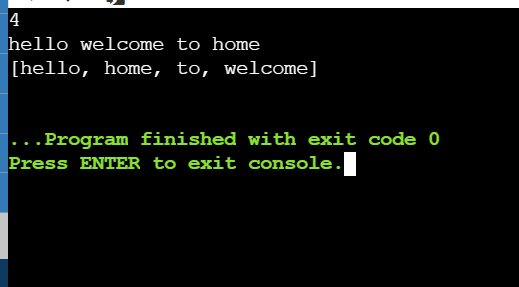 4
hello welcome to home
[hello, home, to, welcome]
...Program finished with exit code 0
Press ENTER to exit console.